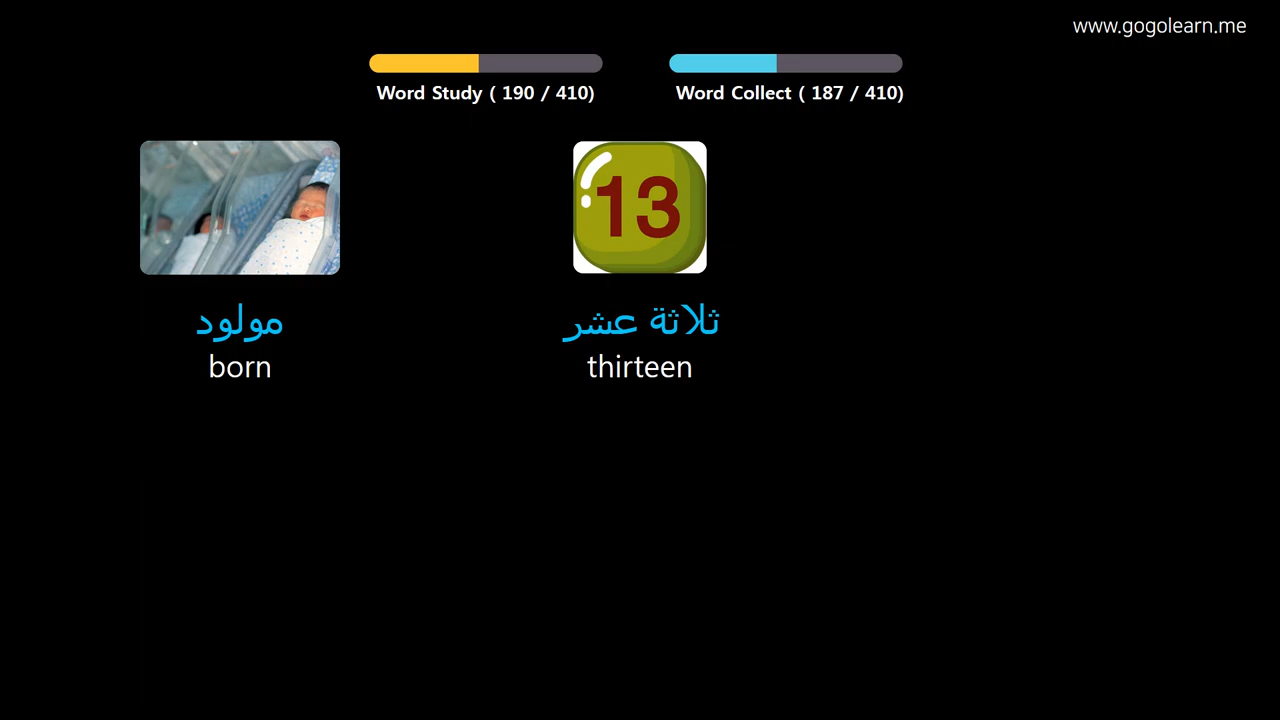 www.gogolearn.me
Word Study ( 190 / 410)
Word Collect ( 187 / 410)
13
مولود
born
ثلاثة عشر
thirteen